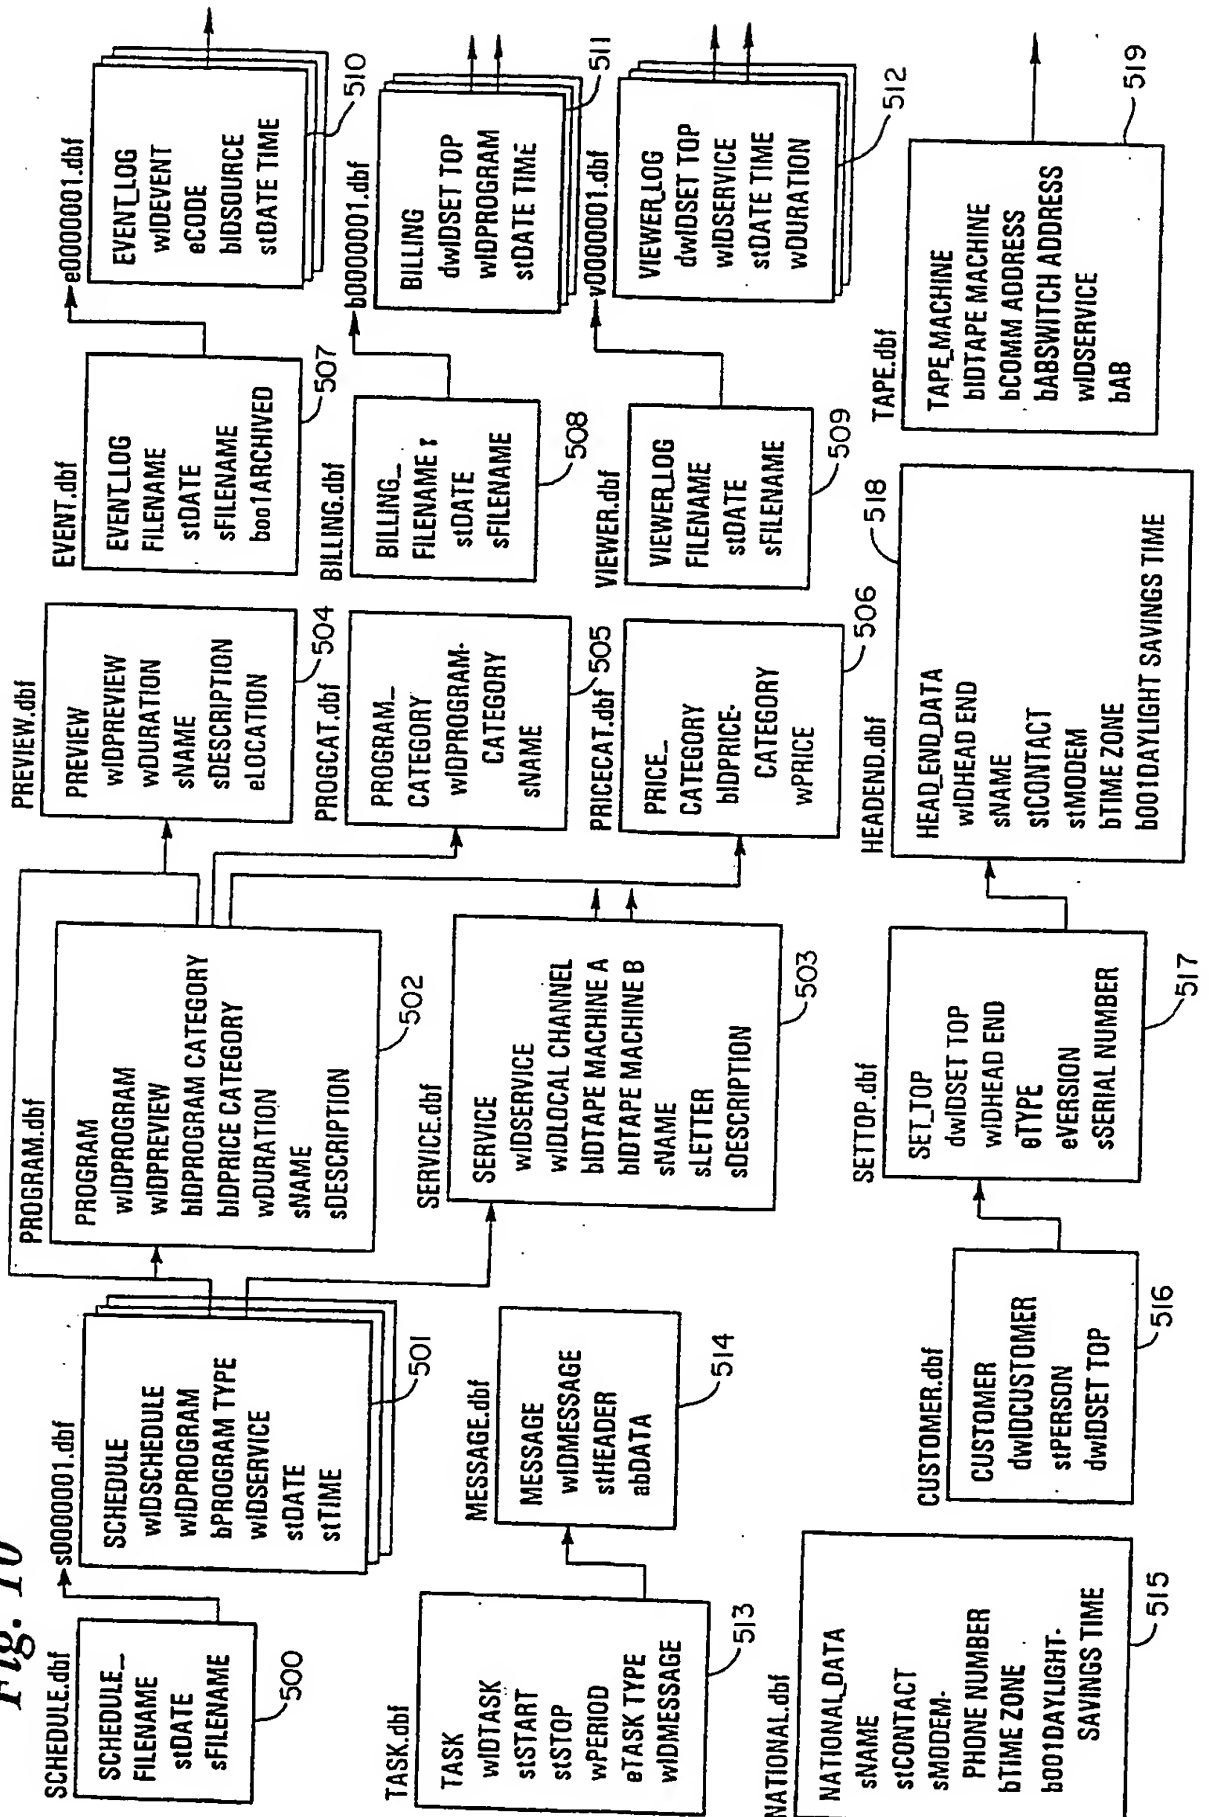 Fig. 10
SCHEDULE.dbf
SCHEDULE_
FILENAME
stDATE
sFILENAME
500
s0000001.dbf
SCHEDULE
wIDSCHEDULE
wIDPROGRAM
bPROGRAM TYPE
wIDSERVICE
stDATE
stTIME
501
PROGRAM.dbf
PROGRAM
wIDPROGRAM
wIDPREVIEW
bIDPROGRAM CATEGORY
bIDPRICE CATEGORY
wDURATION
sNAME
sDESCRIPTION
502
PREVIEW.dbf
PREVIEW
wIDPREVIEW
wDURATION
sNAME
sDESCRIPTION
eLOCATION
504
EVENT.dbf
EVENT_LOG
FILENAME
stDATE
sFILENAME
boo1ARCHIVED
507
e0000001.dbf
EVENT_LOG
wIDEVENT
eCODE
bIDSOURCE
stDATE TIME
510
PROGCAT.dbf
PROGRAM_
CATEGORY
wIDPROGRAM-
CATEGORY
sNAME
505
BILLING.dbf
BILLING_
FILENAME
stDATE
sFILENAME
508
b0000001.dbf
BILLING
dwIDSET TOP
wIDPROGRAM
stDATE TIME
511
TASK.dbf
TASK
wIDTASK
stSTART
stSTOP
wPERIOD
eTASK TYPE
wIDMESSAGE
513
MESSAGE.dbf
MESSAGE
wIDMESSAGE
stHEADER
abDATA
514
SERVICE.dbf
SERVICE
wIDSERVICE
wIDLOCAL CHANNEL
bIDTAPE MACHINE A
bIDTAPE MACHINE B
sNAME
sLETTER
sDESCRIPTION
503
PRICECAT.dbf
PRICE_
CATEGORY
bIDPRICE-
CATEGORY
wPRICE
506
VIEWER.dbf
VIEWER_LOG
FILENAME
stDATE
sFILENAME
509
v0000001.dbf
VIEWER_LOG
dwIDSET TOP
wIDSERVICE
stDATE TIME
wDURATION
512
NATIONAL.dbf
NATIONAL_DATA
sNAME
stCONTACT
sMODEM-
PHONE NUMBER
bTIME ZONE
b001DAYLIGHT-
SAVINGS TIME
515
CUSTOMER.dbf
CUSTOMER
dwIDCUSTOMER
stPERSON
dwIDSET TOP
516
SETTOP.dbf
SET_TOP
dwIDSET TOP
wIDHEAD END
eTYPE
eVERSION
sSERIAL NUMBER
517
HEADEND.dbf
HEAD_END_DATA
wIDHEAD END
sNAME
stCONTACT
stMODEM
bTIME ZONE
b001DAYLIGHT SAVINGS TIME
518
TAPE.dbf
TAPE_MACHINE
bIDTAPE MACHINE
bCOMM ADDRESS
bABSWITCH ADDRESS
wIDSERVICE
bAB
519